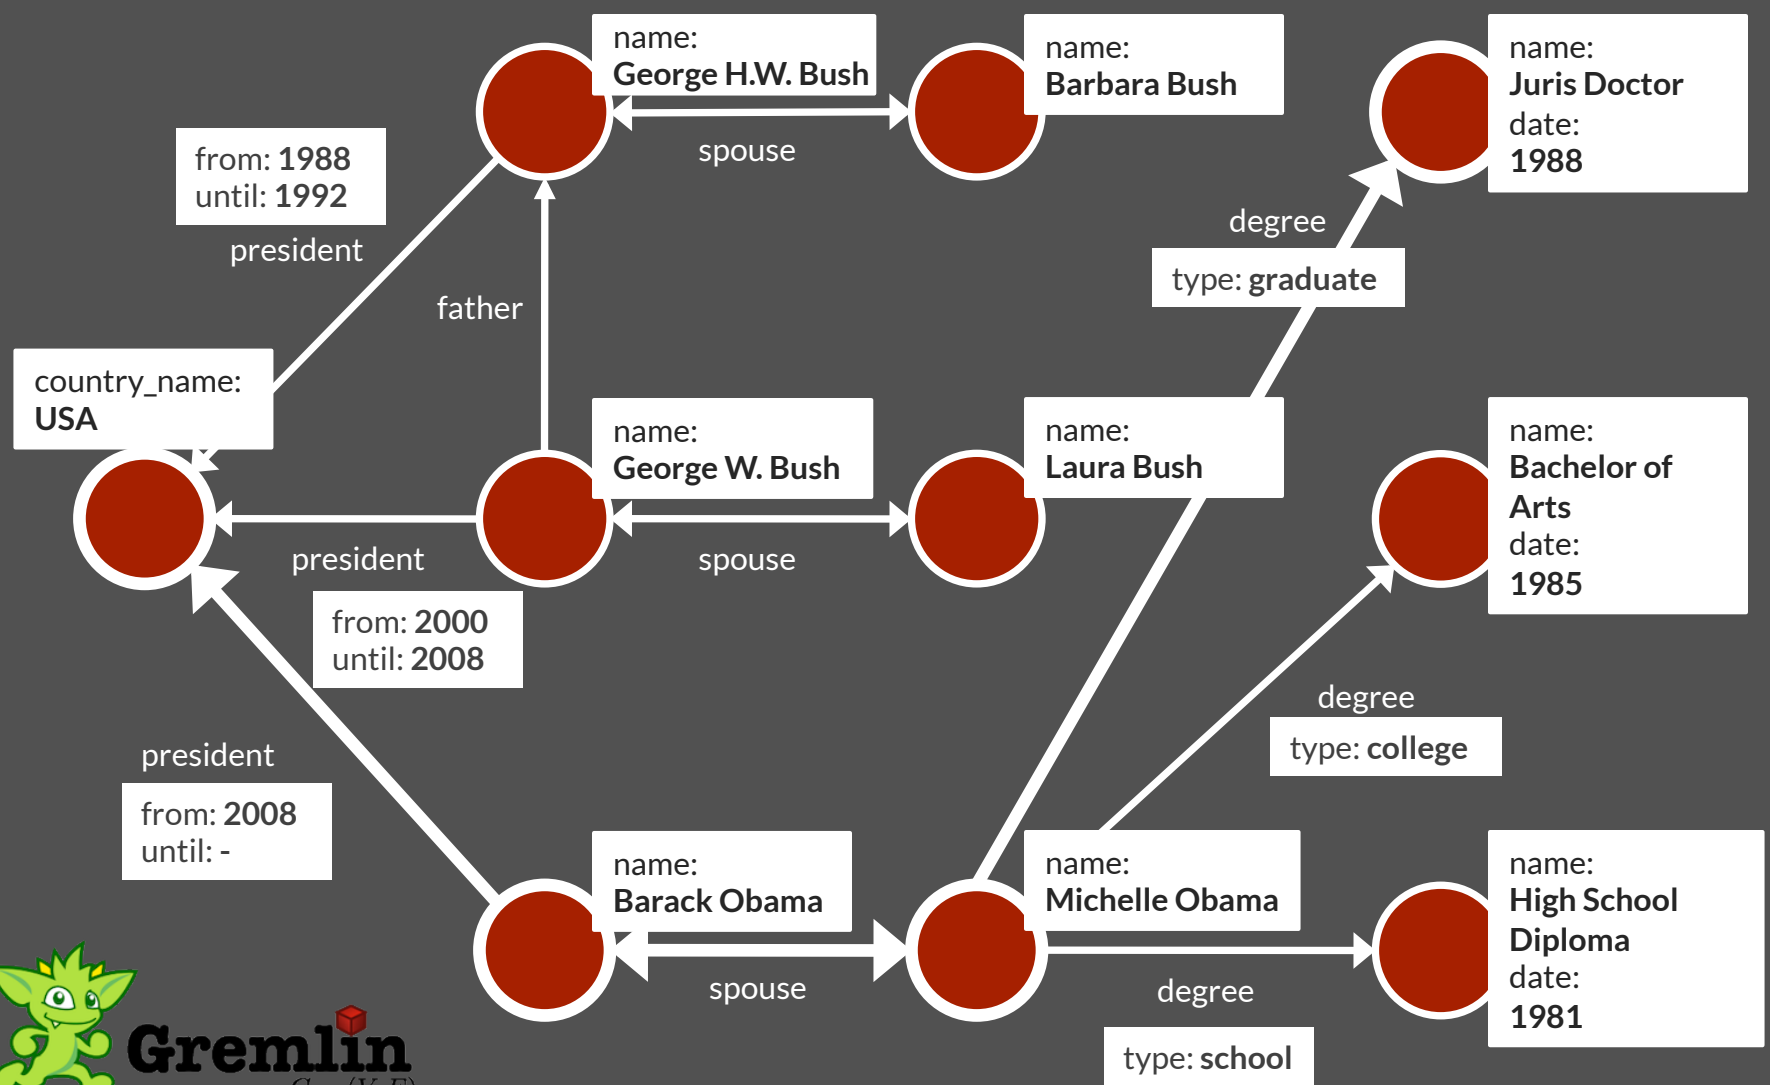 name:
George H.W. Bush
name:
Barbara Bush
name:
Juris Doctor
date:
1988
spouse
from: 1988
until: 1992
president
degree
type: graduate
father
country_name:
USA
name:
George W. Bush
name:
Laura Bush
name:
Bachelor of
Arts
date:
1985
president
spouse
from: 2000
until: 2008
degree
type: college
president
from: 2008
until: -
name:
Barack Obama
name:
Michelle Obama
name:
High School
Diploma
date:
1981
spouse
degree
type: school
Gremlin